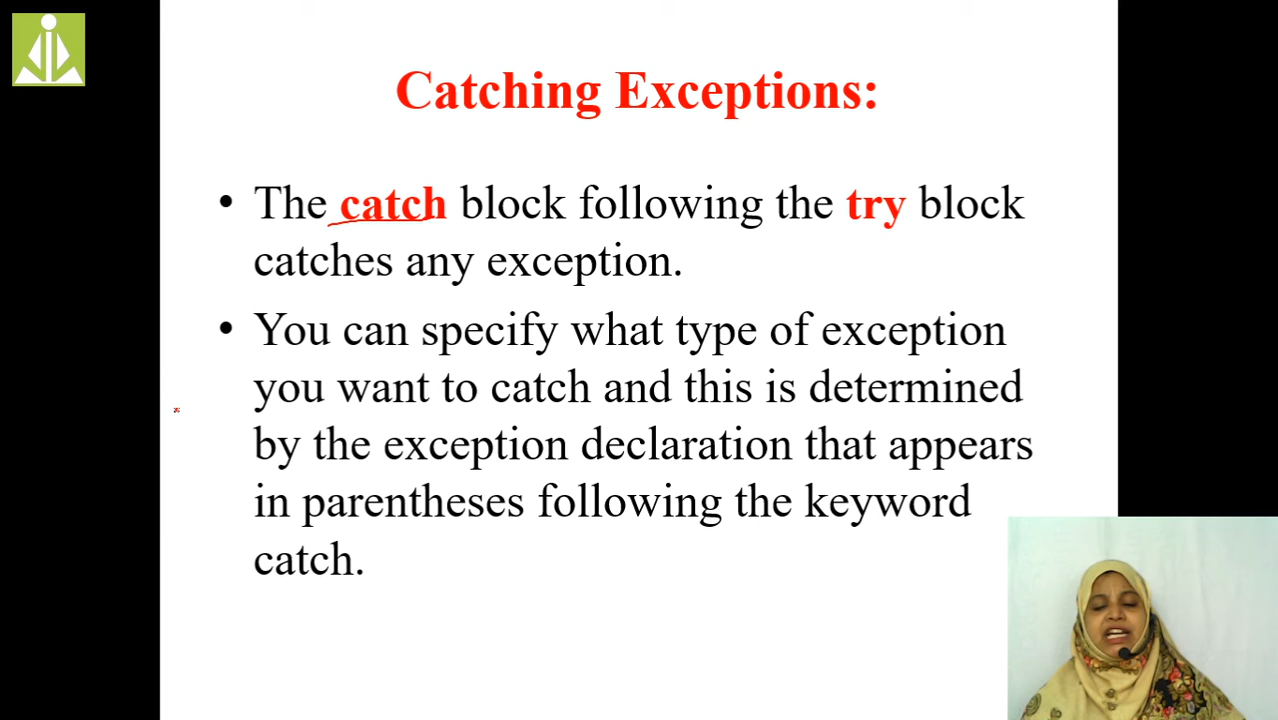 Catching Exceptions:
• The catch block following the try block
catches any exception.
• You can specify what type of exception
you want to catch and this is determined
by the exception declaration that appears
in parentheses following the keyword
catch.